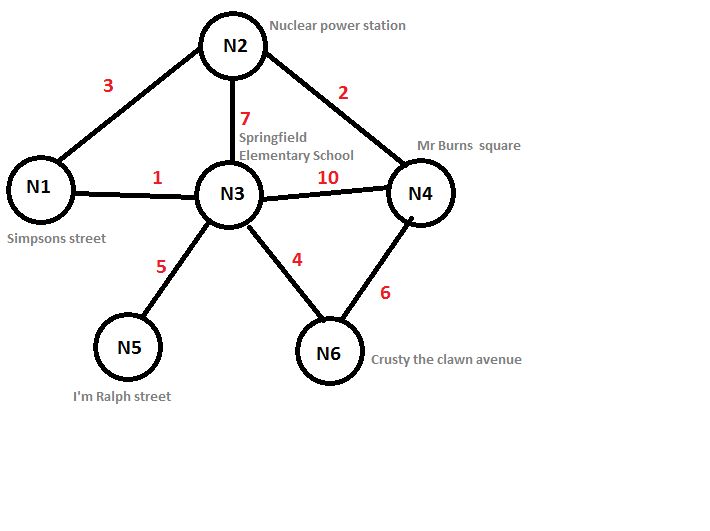 Nuclear power station
N2
3
2
7
Springfield
Elementary School
Mr Burns square
N1
1
N3
10
N4
Simpsons street
5
4
6
N5
N6
Crusty the clawn avenue
I'm Ralph street